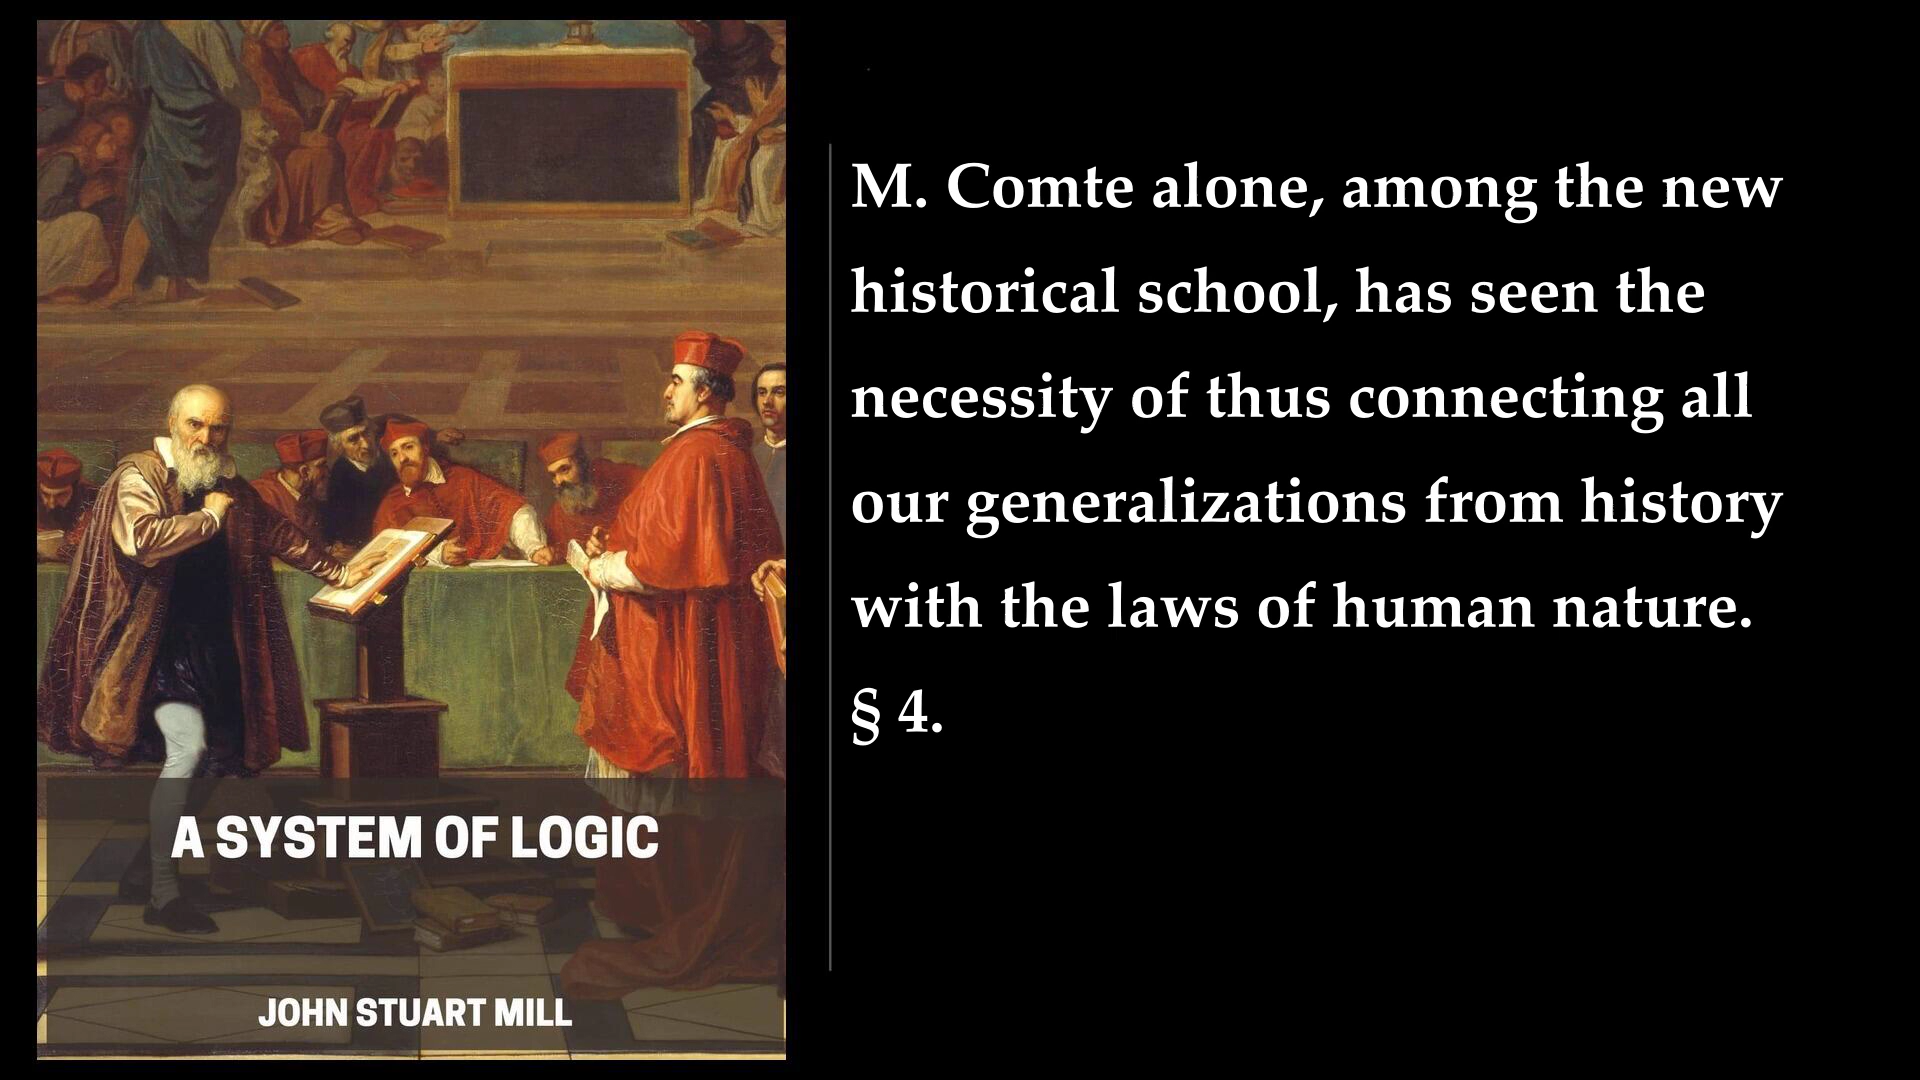 A SYSTEM OF LOGIC
JOHN STUART MILL
M. Comte alone, among the new
historical school, has seen the
necessity of thus connecting all
our generalizations from history
with the laws of human nature.
§ 4.